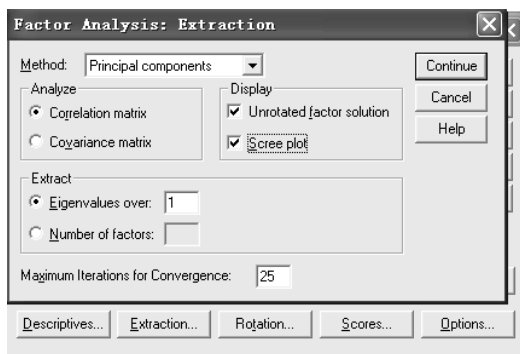 Factor Analysis: Extraction
Method: Principal components
Continue
Analyze
Display
Cancel
Correlation matrix
Unrotated factor solution
Covariance matrix
Scree plot
Help
Extract
Eigenvalues over: 1
Number of factors:
Maximum Iterations for Convergence: 25
Descriptives... Extraction... Rotation... Scores... Options...